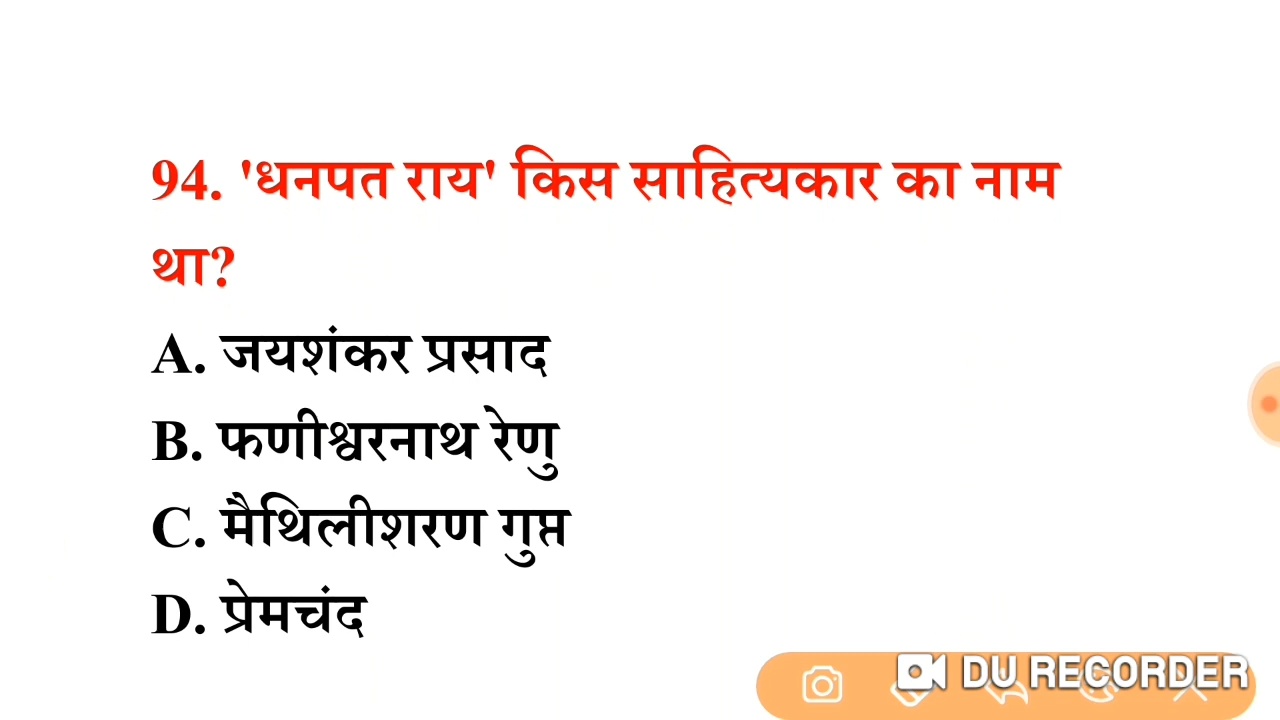 94. 'धनपत राय' किस साहित्यकार का नाम
था?
A. जयशंकर प्रसाद
B. फणीश्वरनाथ रेणु
C. मैथिलीशरण गुप्त
D. प्रेमचंद
DU RECORDER